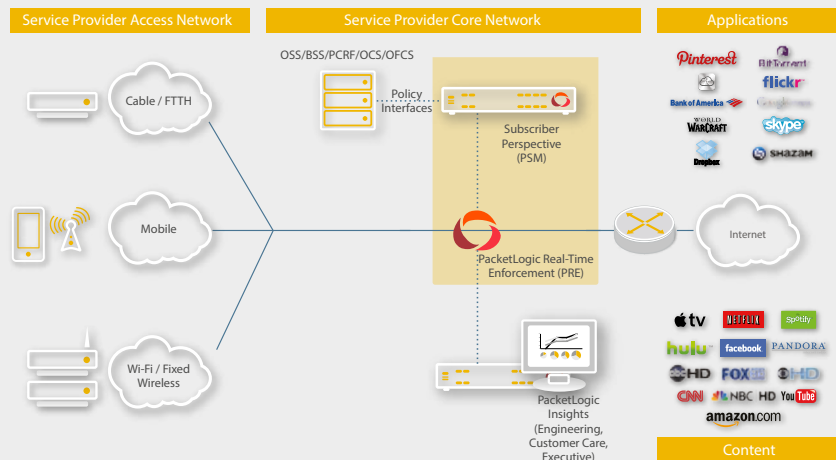 Service Provider Access Network
Service Provider Core Network
Applications
OSS/BSS/PCRF/OCS/OFCS
Cable / FTTH
Policy
Interfaces
Subscriber
Perspective
(PSM)
Pinterest
BitTorrent
flickr
Bank of America
WORLD
WARCRAFT
skype
Dropbox
SHAZAM
Mobile
PacketLogic Real-Time
Enforcement (PRE)
Internet
Wi-Fi / Fixed
Wireless
PacketLogic
Insights
(Engineering,
Customer Care,
Executive)
tv
NETFLIX
Spotify
hulu
facebook
PANDORA
HD
FOX
HD
CNN
NBC HD
YouTube
amazon.com
Content